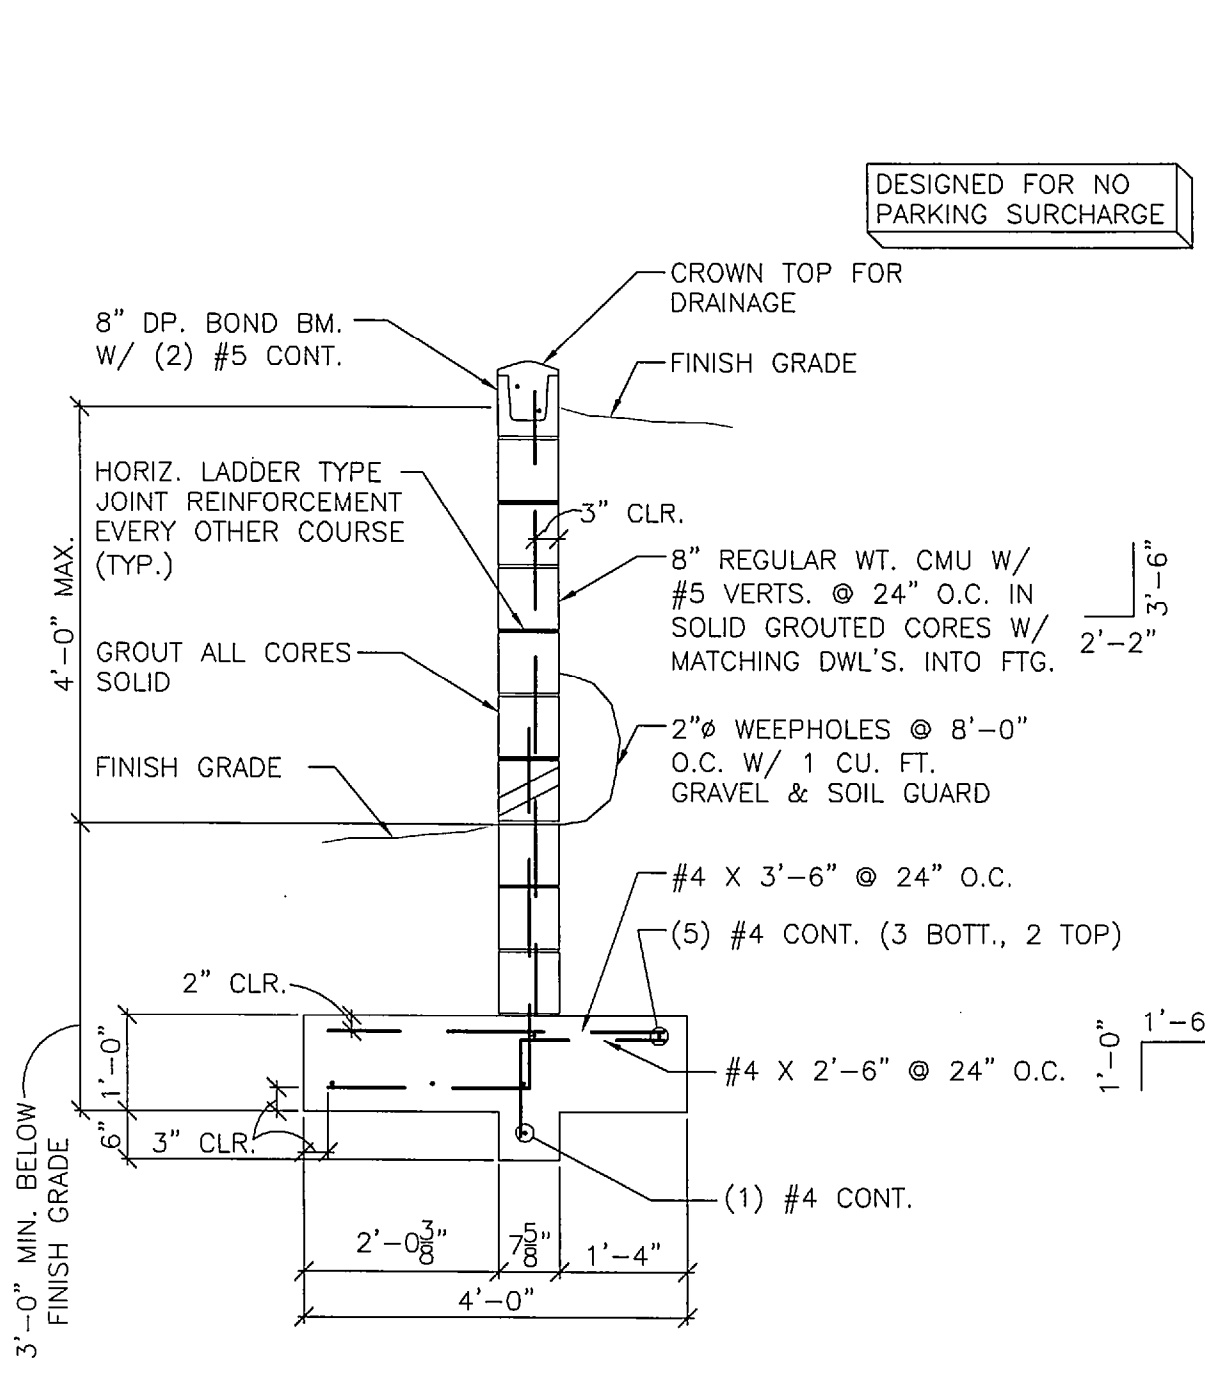 DESIGNED FOR NO
PARKING SURCHARGE
CROWN TOP FOR
DRAINAGE
8" DP. BOND BM.
W/ (2) #5 CONT.
FINISH GRADE
HORIZ. LADDER TYPE
JOINT REINFORCEMENT
EVERY OTHER COURSE
(TYP.)
3" CLR.
4'-0" MAX.
8" REGULAR WT. CMU W/
#5 VERTS. @ 24" O.C. IN
SOLID GROUTED CORES W/
MATCHING DWL'S. INTO FTG.
3'-6"
2'-2"
GROUT ALL CORES
SOLID
2"ø WEEPHOLES @ 8'-0"
O.C. W/ 1 CU. FT.
GRAVEL & SOIL GUARD
FINISH GRADE
#4 X 3'-6" @ 24" O.C.
(5) #4 CONT. (3 BOTT., 2 TOP)
2" CLR.
1'-0"
#4 X 2'-6" @ 24" O.C.
1'-0"
1'-6
6"
3" CLR.
3'-0" MIN. BELOW
FINISH GRADE
(1) #4 CONT.
2'-0 3/8"
7 5/8"
1'-4"
4'-0"